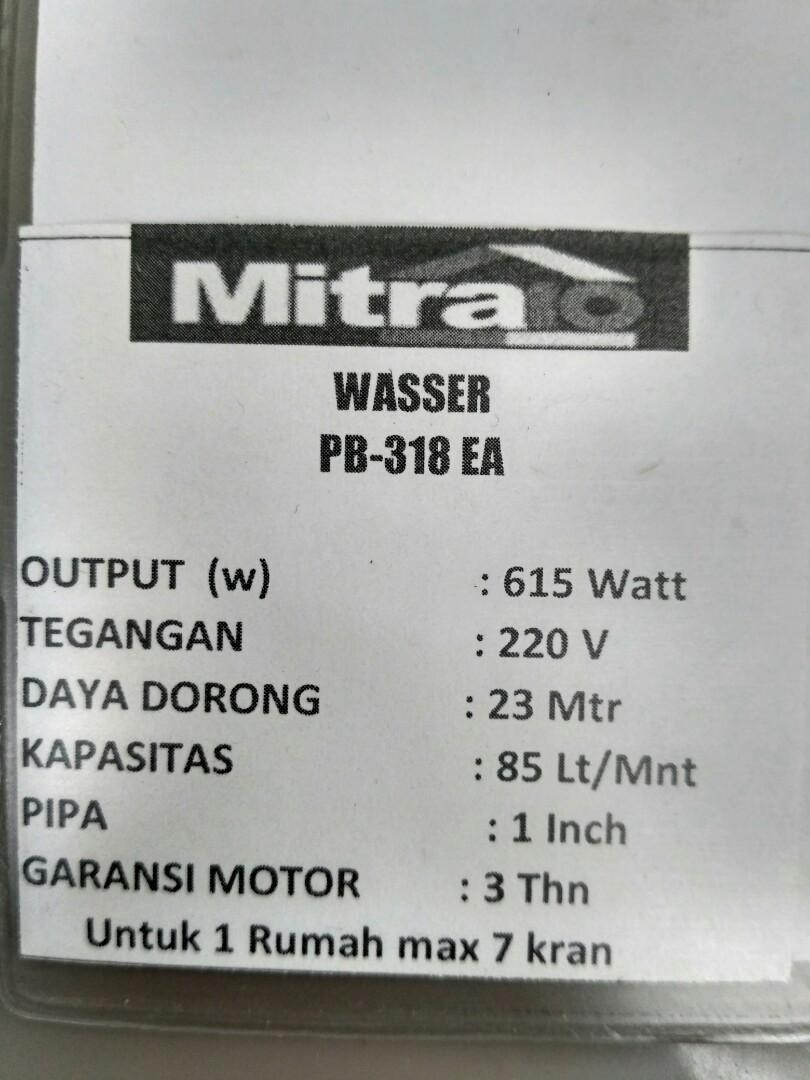 Mitra10
WASSER
PB-318 EA
OUTPUT (w) : 615 Watt
TEGANGAN : 220 V
DAYA DORONG : 23 Mtr
KAPASITAS : 85 Lt/Mnt
PIPA : 1 Inch
GARANSI MOTOR : 3 Thn
Untuk 1 Rumah max 7 kran